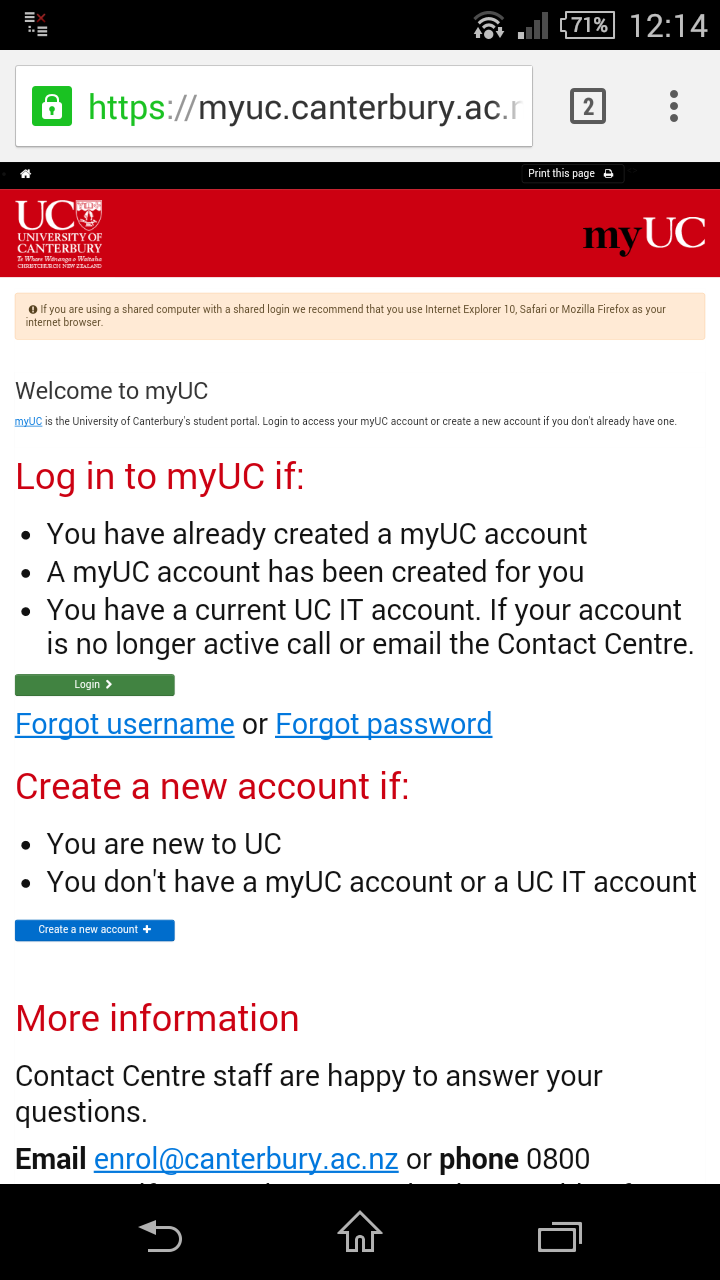 71% 12:14
https://myuc.canterbury.ac.
2
Print this page
UC
UNIVERSITY OF
CANTERBURY
Te Whare Wānanga o Waitaha
CHRISTCHURCH NEW ZEALAND
myUC
If you are using a shared computer with a shared login we recommend that you use Internet Explorer 10, Safari or Mozilla Firefox as your
internet browser.
Welcome to myUC
myUC is the University of Canterbury's student portal. Login to access your myUC account or create a new account if you don't already have one.
Log in to myUC if:
• You have already created a myUC account
• A myUC account has been created for you
• You have a current UC IT account. If your account
is no longer active call or email the Contact Centre.
Login
Forgot username or Forgot password
Create a new account if:
• You are new to UC
• You don't have a myUC account or a UC IT account
Create a new account
More information
Contact Centre staff are happy to answer your
questions.
Email enrol@canterbury.ac.nz or phone 0800